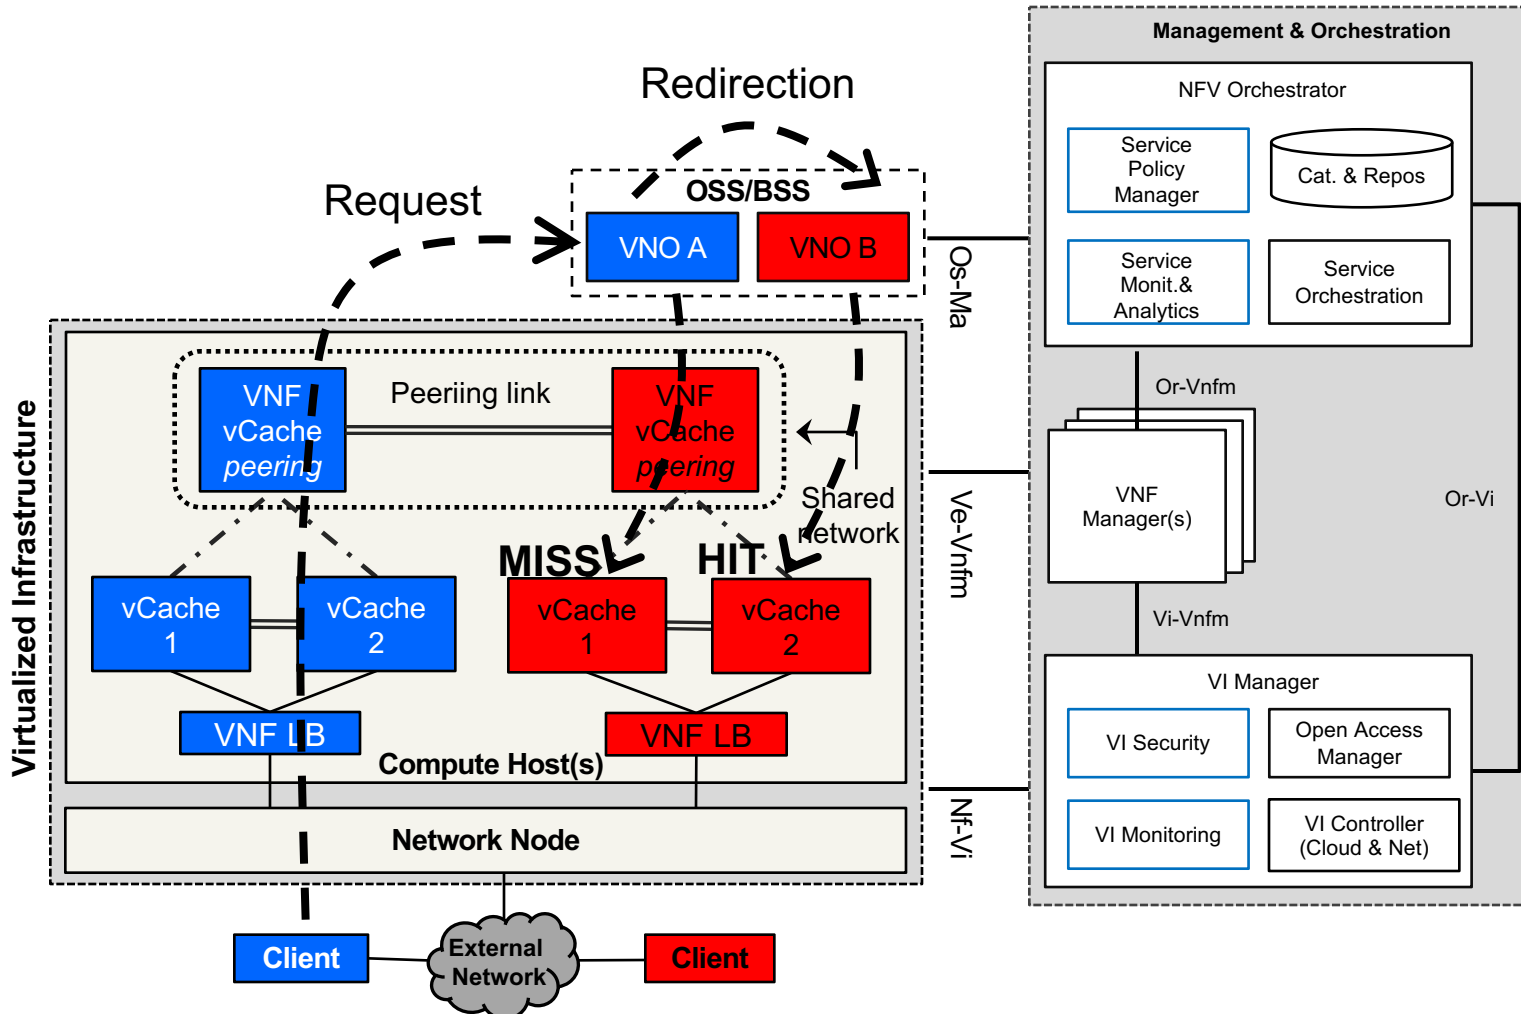 Management & Orchestration
NFV Orchestrator
Service
Policy
Manager
Cat. & Repos
Service
Monit.&
Analytics
Service
Orchestration
Redirection
Request
OSS/BSS
VNO A
VNO B
Os-Ma
Virtualized Infrastructure
VNF
vCache
peering
Peeriing link
VNF
vCache
peering
Shared
network
MISS
HIT
vCache
1
vCache
2
vCache
1
vCache
2
VNF LB
VNF LB
Compute Host(s)
Network Node
Ve-Vnfm
Nf-Vi
Or-Vnfm
VNF
Manager(s)
Or-Vi
Vi-Vnfm
VI Manager
VI Security
Open Access
Manager
VI Monitoring
VI Controller
(Cloud & Net)
Client
External
Network
Client